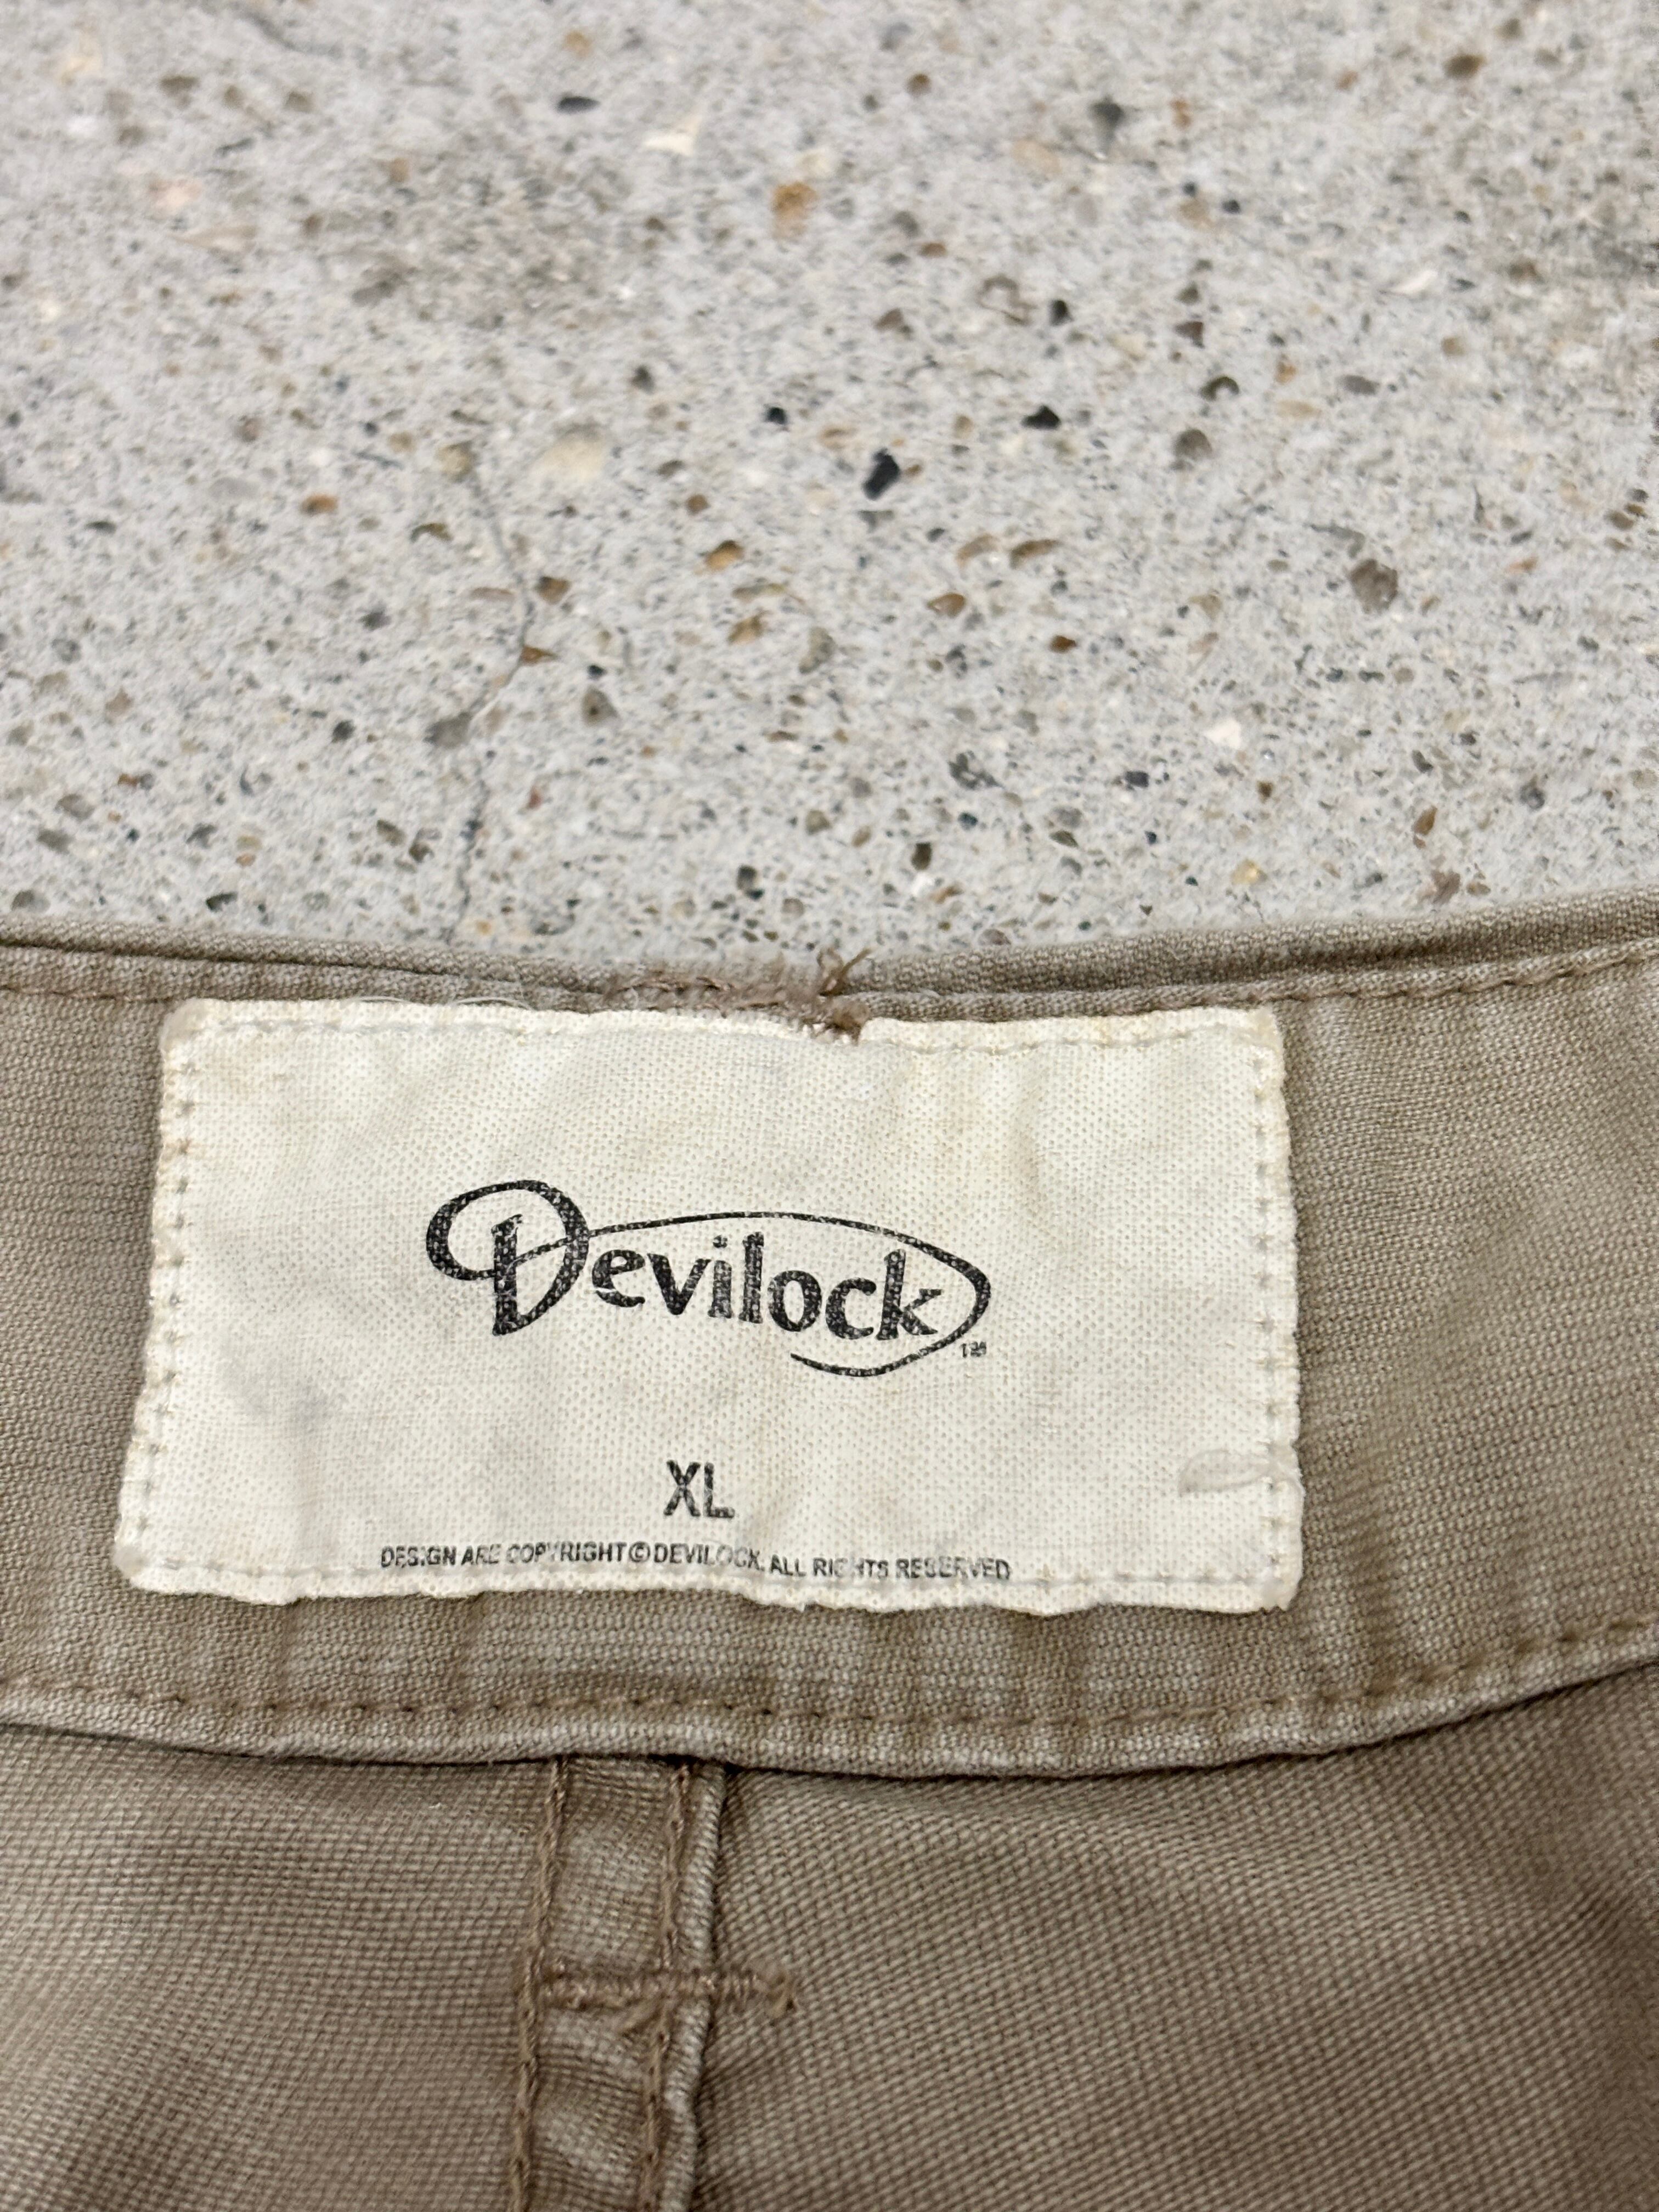 Devilock
TM
XL
DESIGN ARE COPYRIGHT © DEVILOCK. ALL RIGHTS RESERVED